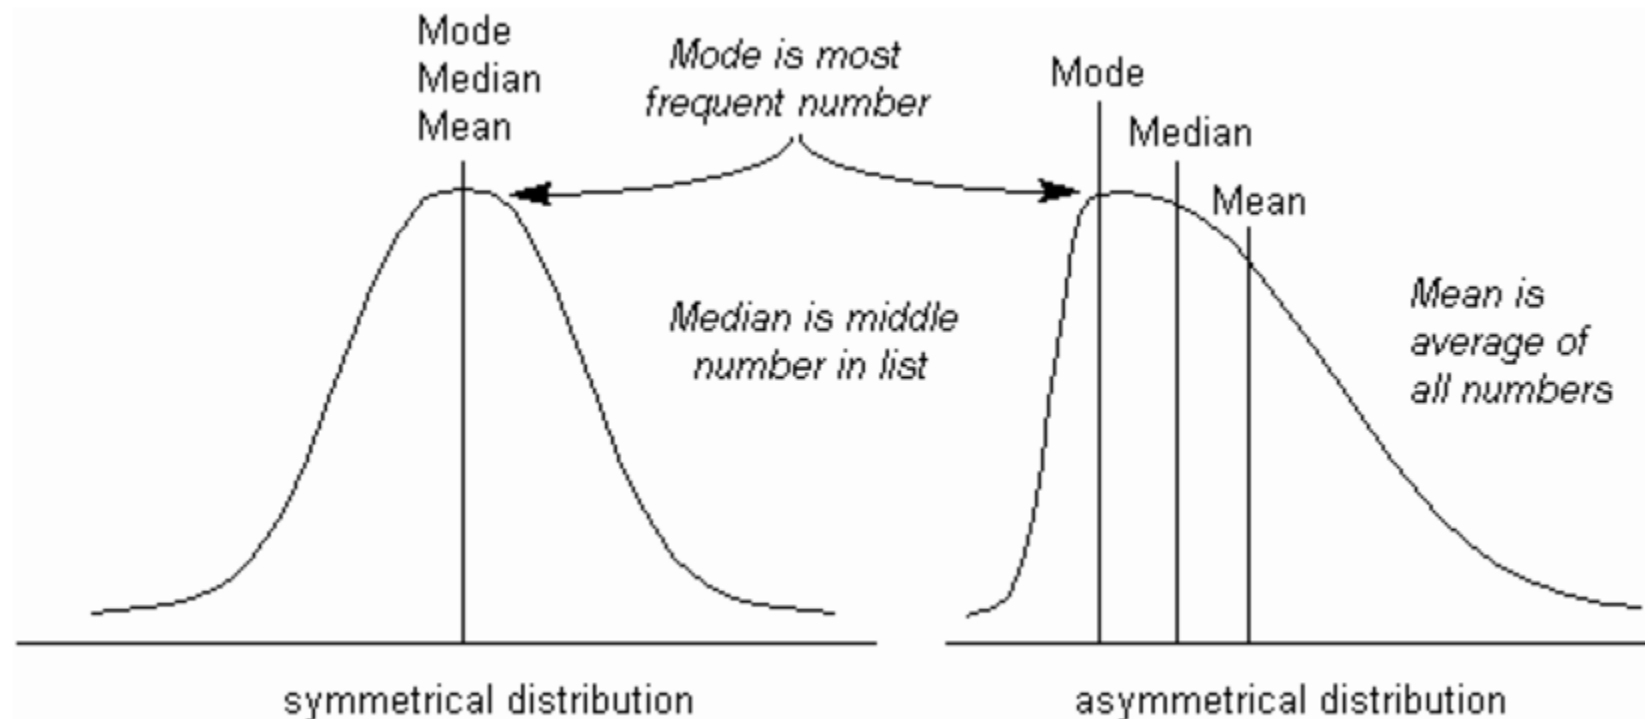 Mode
Median
Mean
Mode is most
frequent number
Mode
Median
Mean
Median is middle
number in list
Mean is
average of
all numbers
symmetrical distribution
asymmetrical distribution